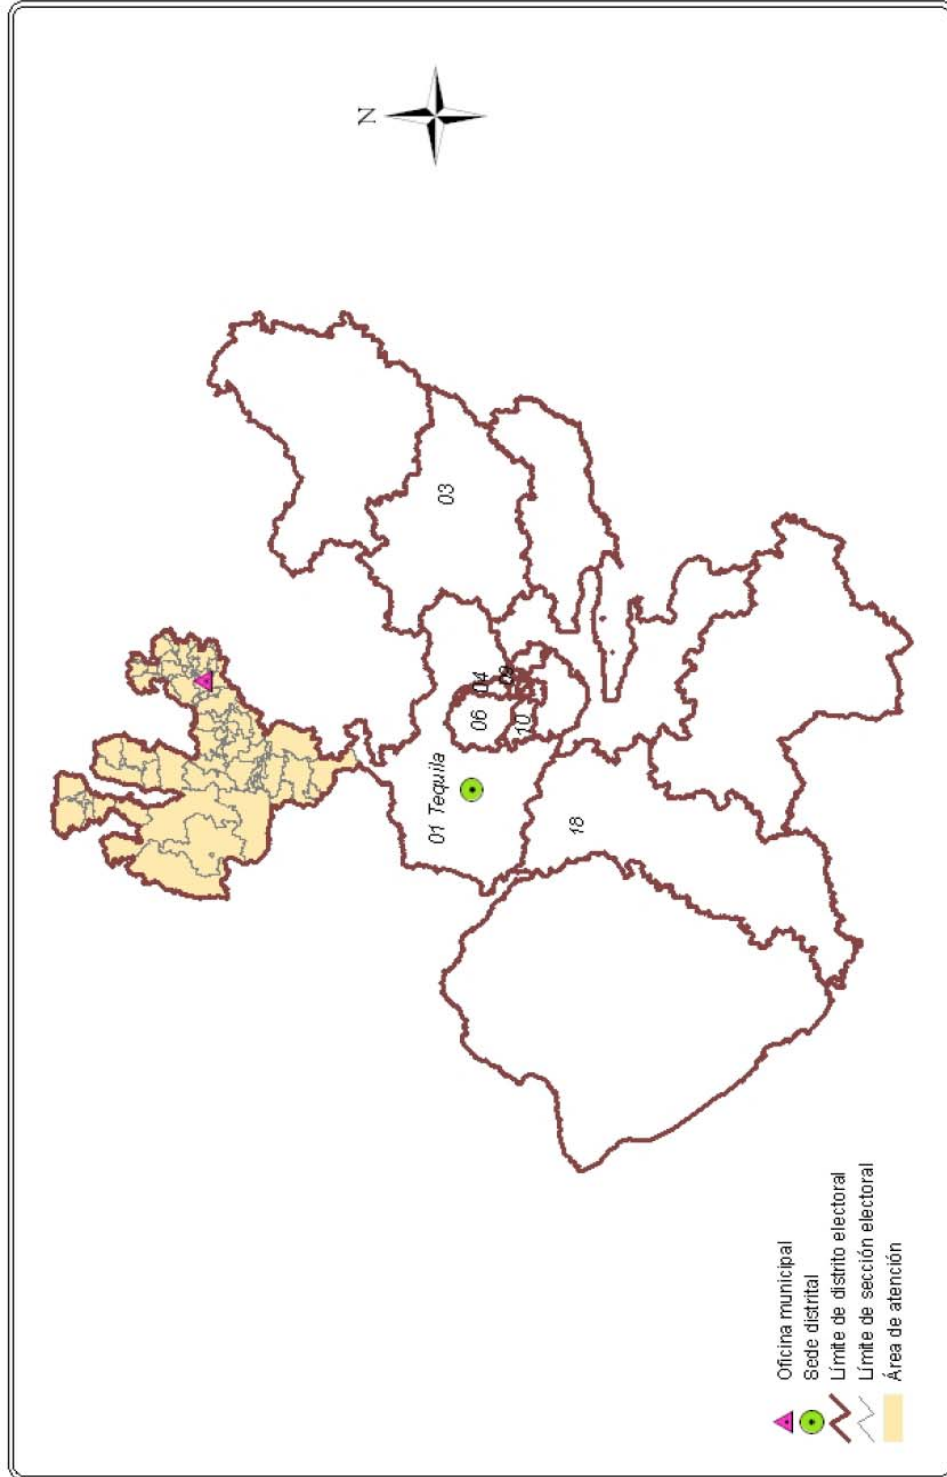 N
03
04
09
06
10
01 Tequila
18
Oficina municipal
Sede distrital
Límite de distrito electoral
Límite de sección electoral
Área de atención